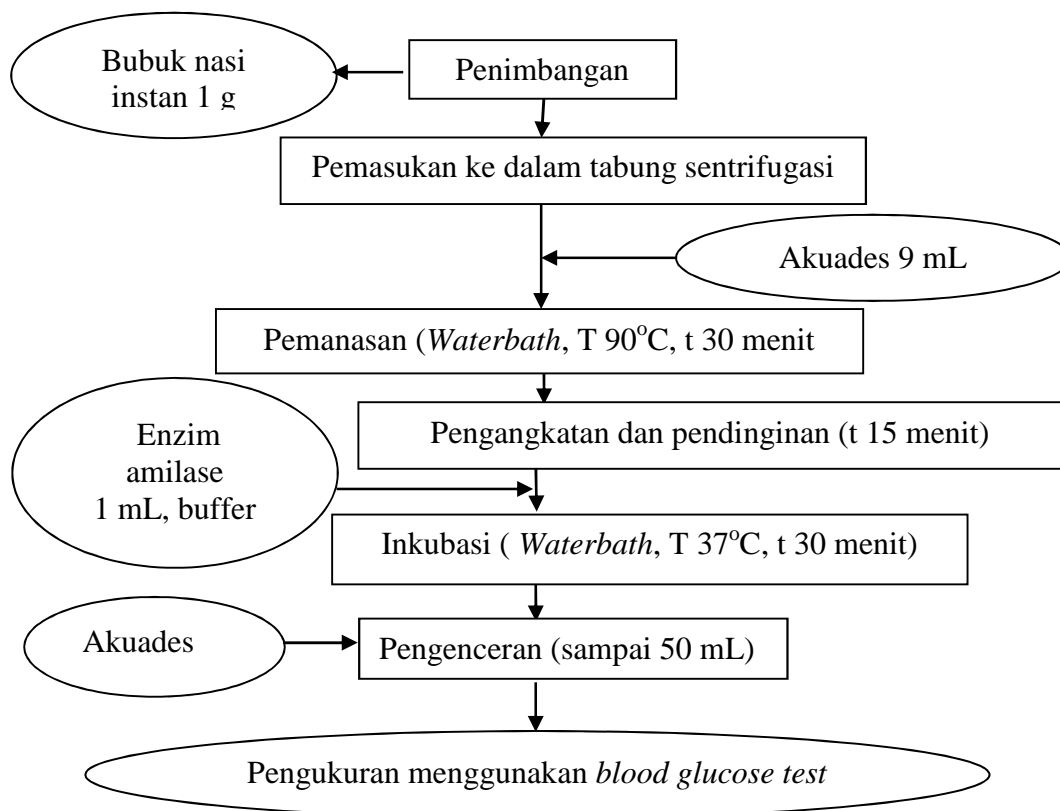 Bubuk nasi
instan 1 g
Penimbangan
Pemasukan ke dalam tabung sentrifugasi
Akuades 9 mL
Pemanasan (Waterbath, T 90°C, t 30 menit
Pengangkatan dan pendinginan (t 15 menit)
Enzim
amilase
1 mL, buffer
Inkubasi ( Waterbath, T 37°C, t 30 menit)
Akuades
Pengenceran (sampai 50 mL)
Pengukuran menggunakan blood glucose test